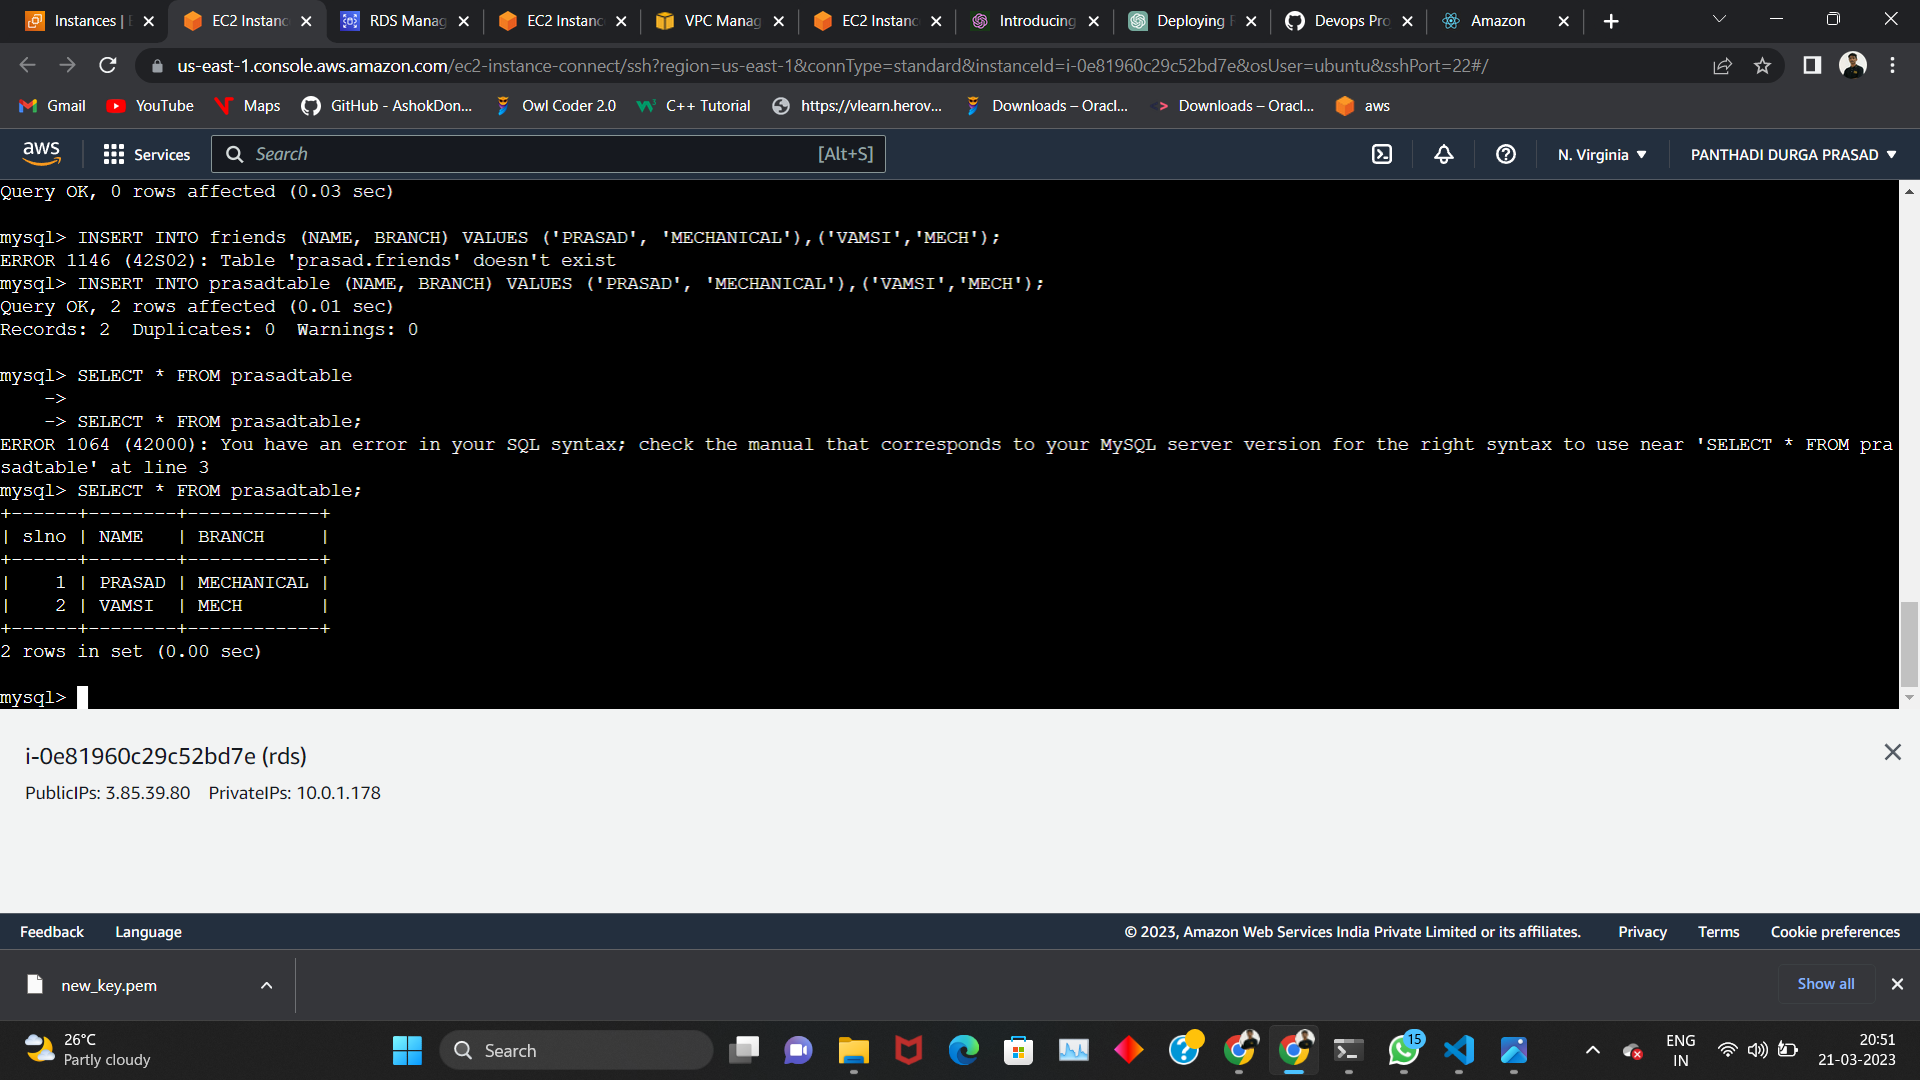 Instances | E
EC2 Instanc
RDS Manag
EC2 Instanc
VPC Manag
EC2 Instanc
Introducing
Deploying F
Devops Pro
Amazon
us-east-1.console.aws.amazon.com/ec2-instance-connect/ssh?region=us-east-1&connType=standard&instanceId=i-0e81960c29c52bd7e&osUser=ubuntu&sshPort=22#/
Gmail YouTube Maps GitHub - AshokDon... Owl Coder 2.0 C++ Tutorial https://vlearn.herov... Downloads – Oracl... Downloads – Oracl... aws
aws Services Search [Alt+S] N. Virginia PANTHADI DURGA PRASAD
Query OK, 0 rows affected (0.03 sec)
mysql> INSERT INTO friends (NAME, BRANCH) VALUES ('PRASAD', 'MECHANICAL'),('VAMSI','MECH');
ERROR 1146 (42S02): Table 'prasad.friends' doesn't exist
mysql> INSERT INTO prasadtable (NAME, BRANCH) VALUES ('PRASAD', 'MECHANICAL'),('VAMSI','MECH');
Query OK, 2 rows affected (0.01 sec)
Records: 2  Duplicates: 0  Warnings: 0
mysql> SELECT * FROM prasadtable
    ->
    -> SELECT * FROM prasadtable;
ERROR 1064 (42000): You have an error in your SQL syntax; check the manual that corresponds to your MySQL server version for the right syntax to use near 'SELECT * FROM pra
sadtable' at line 3
mysql> SELECT * FROM prasadtable;
+------+--------+------------+
| slno | NAME   | BRANCH     |
+------+--------+------------+
|    1 | PRASAD | MECHANICAL |
|    2 | VAMSI  | MECH       |
+------+--------+------------+
2 rows in set (0.00 sec)
mysql>
i-0e81960c29c52bd7e (rds)
PublicIPs: 3.85.39.80 PrivateIPs: 10.0.1.178
Feedback Language © 2023, Amazon Web Services India Private Limited or its affiliates. Privacy Terms Cookie preferences
new_key.pem Show all
26°C
Partly cloudy
Search
15
ENG
IN
20:51
21-03-2023